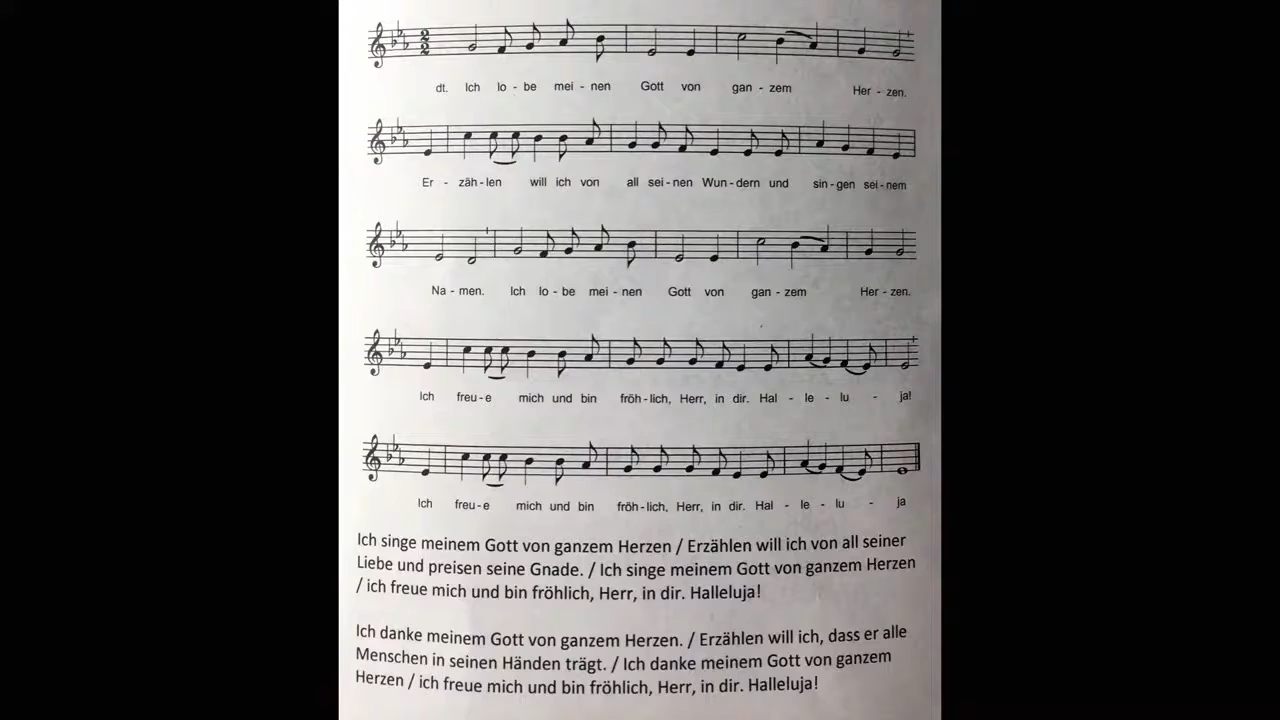 dt. Ich lo - be mei - nen Gott von gan - zem Her - zen.
Er - zäh - len will ich von all sei - nen Wun - dern und sin - gen sei - nem
Na - men. Ich lo - be mei - nen Gott von gan - zem Her - zen.
Ich freu - e mich und bin fröh - lich, Herr, in dir. Hal - le - lu - ja!
Ich freu - e mich und bin fröh - lich, Herr, in dir. Hal - le - lu - ja
Ich singe meinem Gott von ganzem Herzen / Erzählen will ich von all seiner
Liebe und preisen seine Gnade. / Ich singe meinem Gott von ganzem Herzen
/ ich freue mich und bin fröhlich, Herr, in dir. Halleluja!
Ich danke meinem Gott von ganzem Herzen. / Erzählen will ich, dass er alle
Menschen in seinen Händen trägt. / Ich danke meinem Gott von ganzem
Herzen / ich freue mich und bin fröhlich, Herr, in dir. Halleluja!